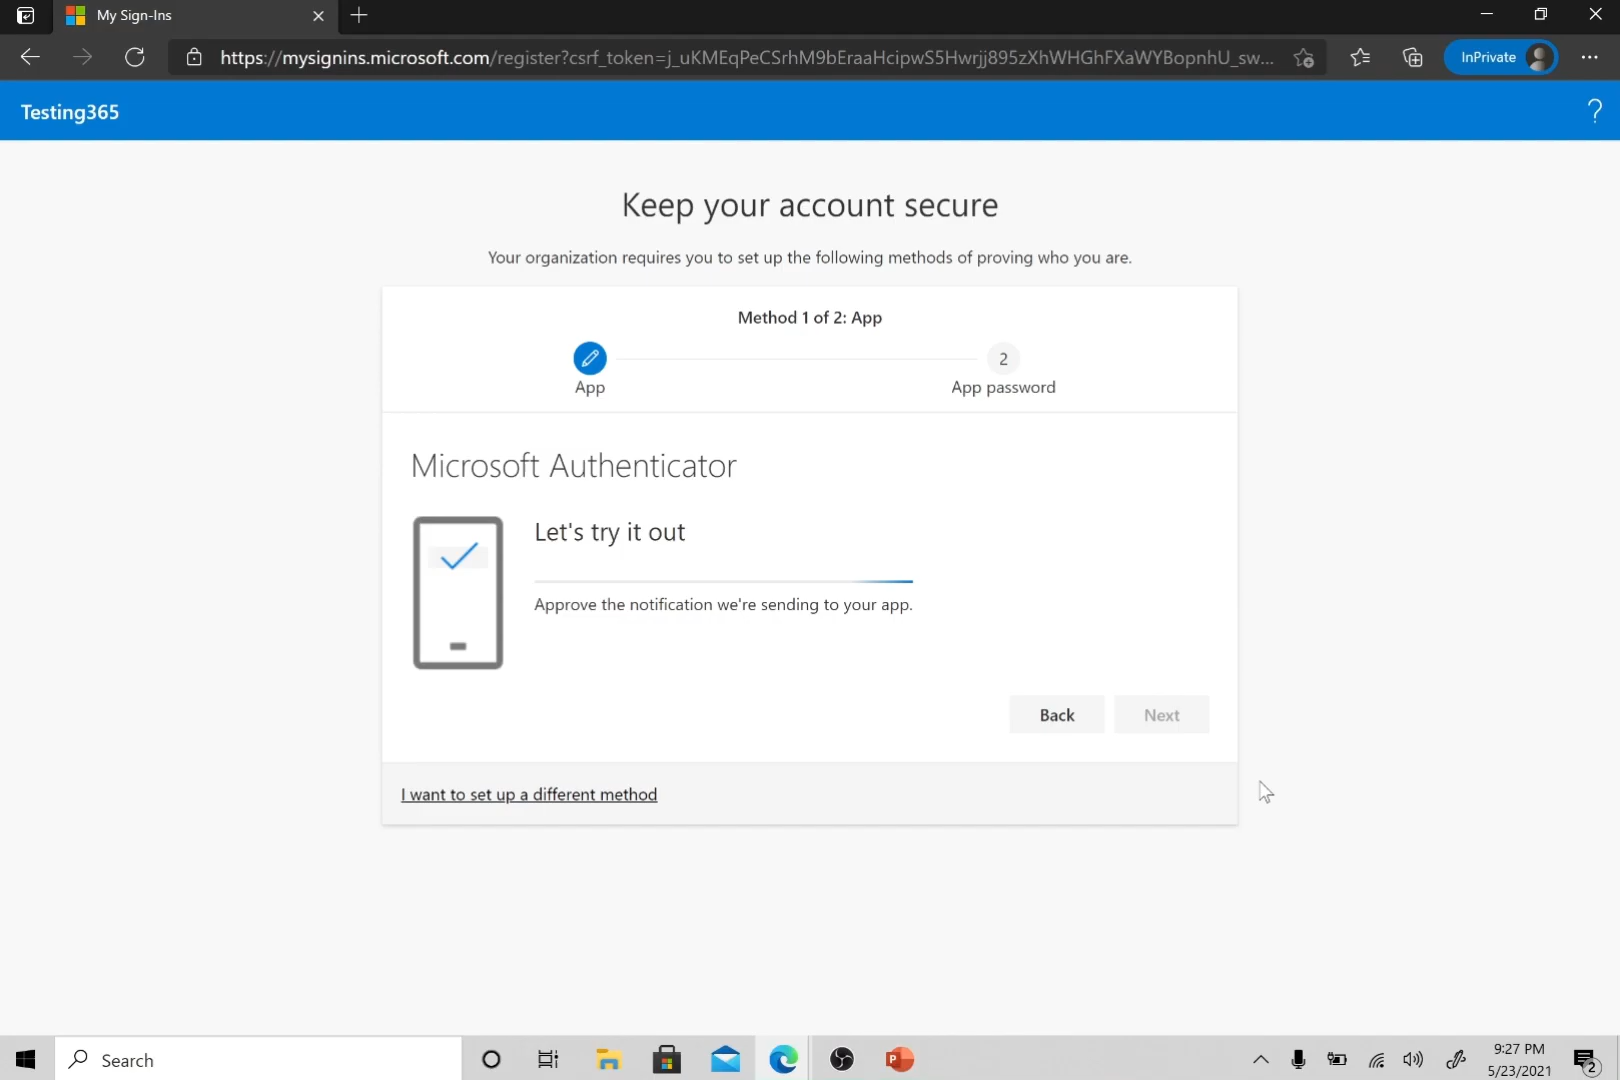 My Sign-Ins
https://mysignins.microsoft.com/register?csrf_token=j_uKMEqPeCSrhM9bEraaHcipwS5Hwrjj895zXhWHGhFXaWYBopnhU_sw...
InPrivate
Testing365
?
Keep your account secure
Your organization requires you to set up the following methods of proving who you are.
Method 1 of 2: App
2
App
App password
Microsoft Authenticator
Let's try it out
Approve the notification we're sending to your app.
Back
Next
I want to set up a different method
Search
P
9:27 PM
5/23/2021
2